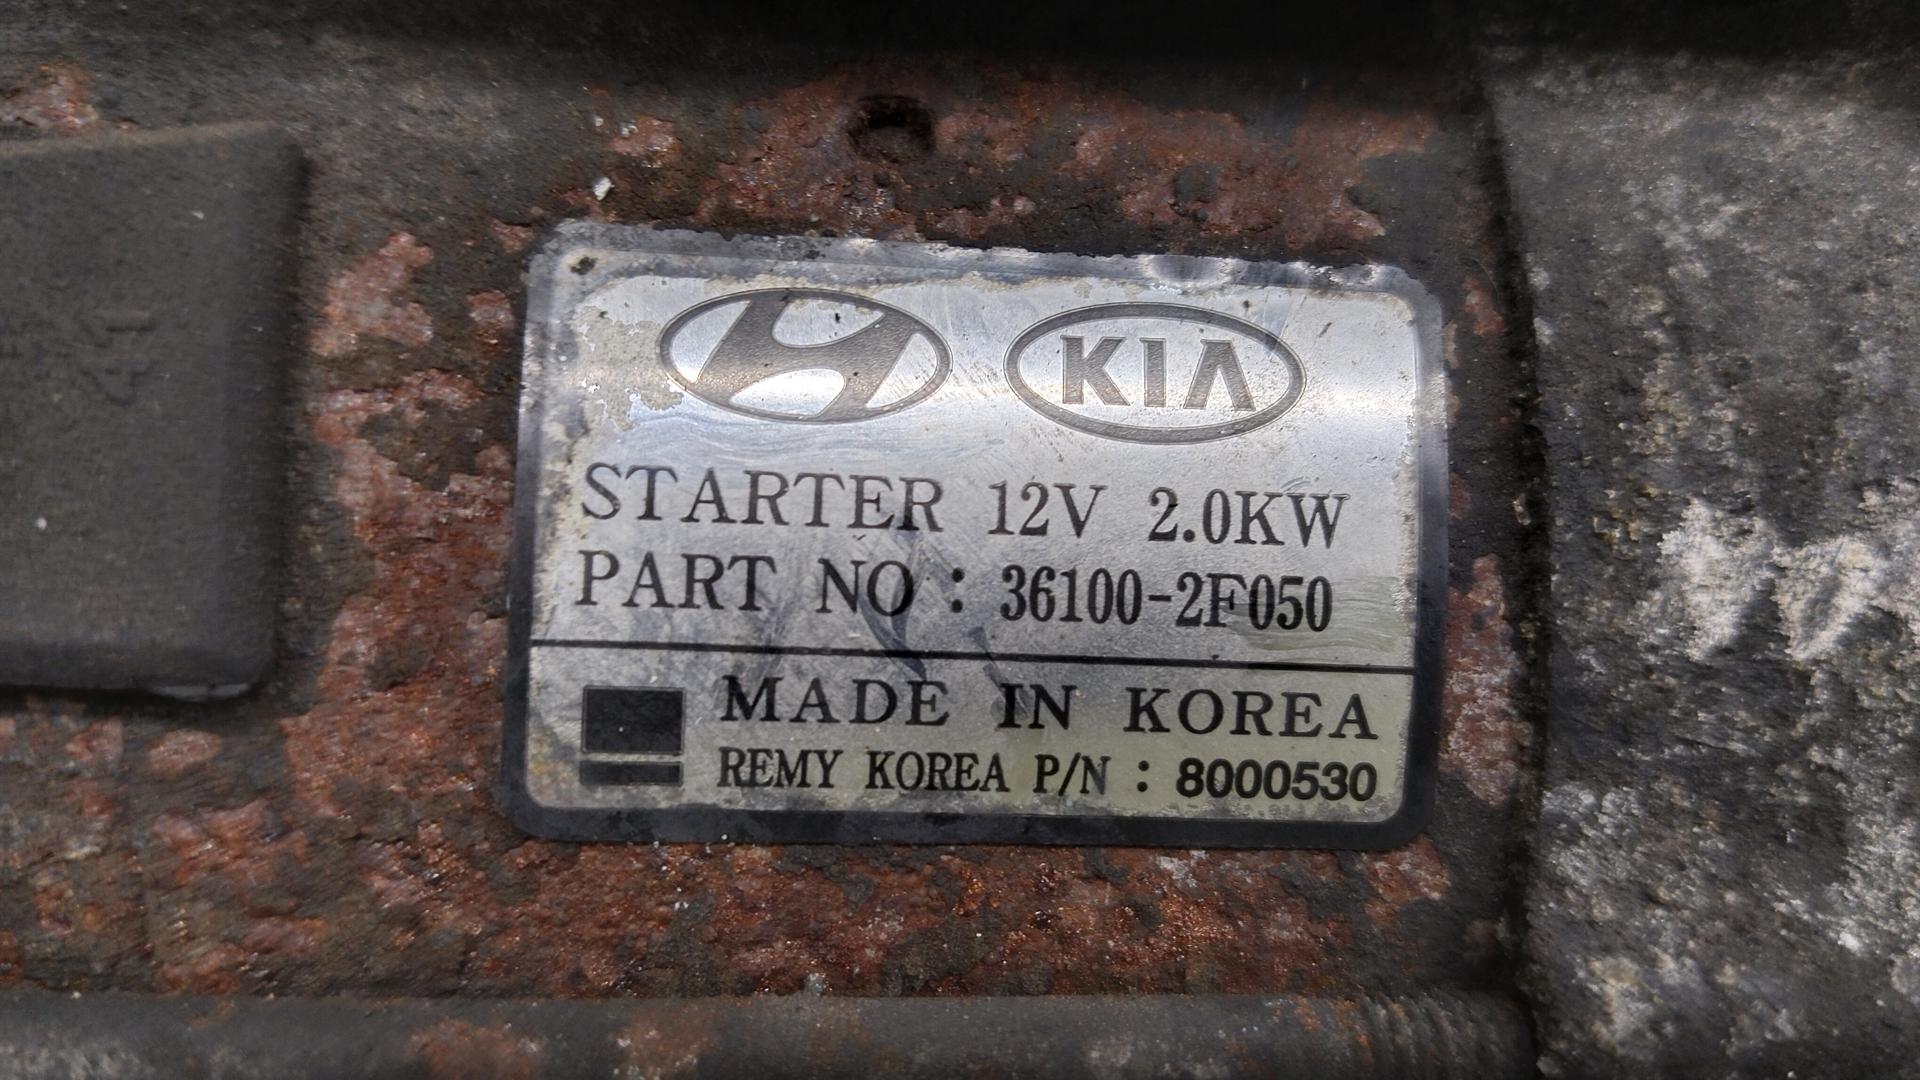 KIA
STARTER 12V 2.0KW
PART NO : 36100-2F050
MADE IN KOREA
REMY KOREA P/N : 8000530